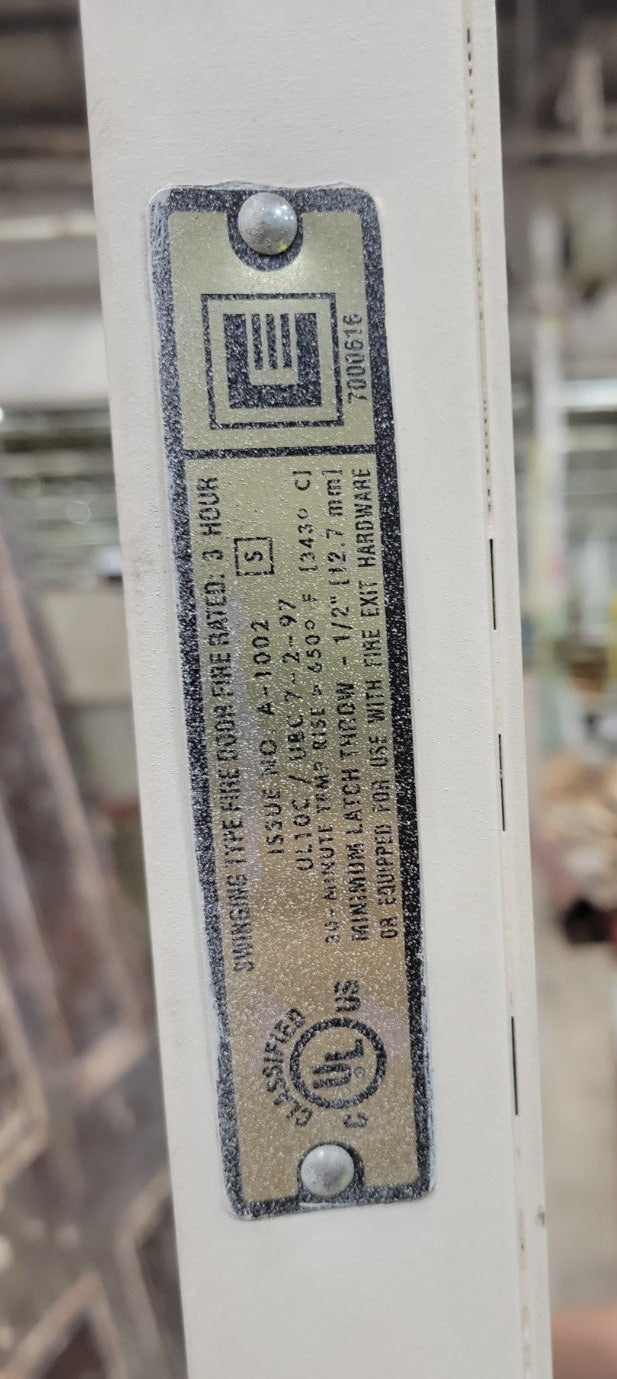 CLASSIFIED
C UL US
®
SWINGING TYPE FIRE DOOR FIRE RATED: 3 HOUR
ISSUE NO. A-1002 S
UL10C / UBC 7-2-97
30-MINUTE TEMP RISE > 650° F [343° C]
MINIMUM LATCH THROW - 1/2" [12.7 mm]
OR EQUIPPED FOR USE WITH FIRE EXIT HARDWARE
7000616